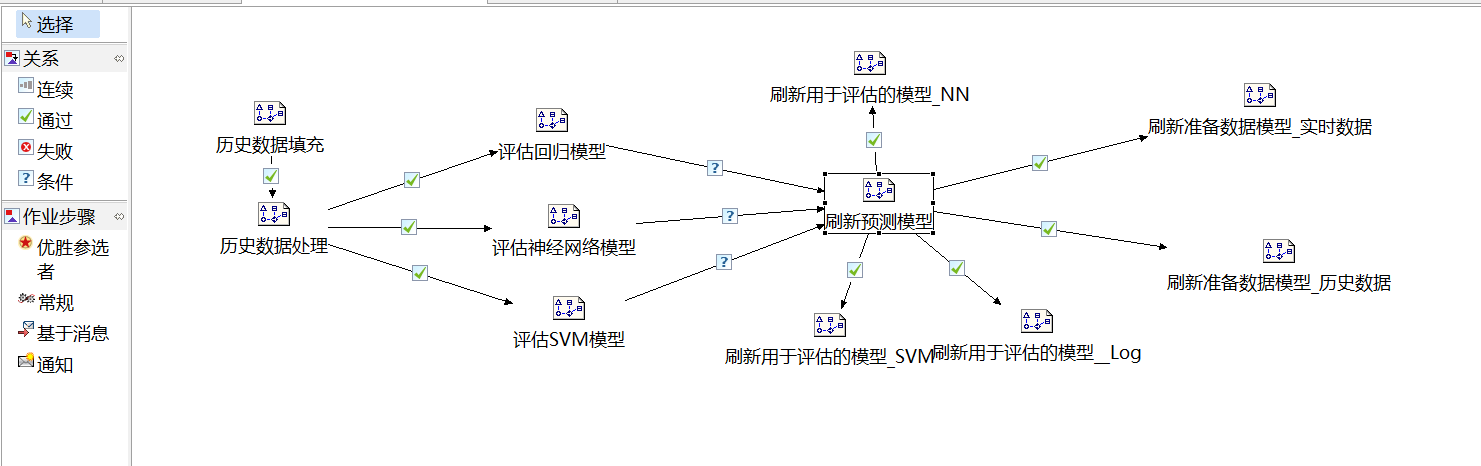 选择
关系
连续
通过
失败
条件
作业步骤
优胜参选
者
常规
基于消息
通知
历史数据填充
历史数据处理
评估回归模型
评估神经网络模型
评估SVM模型
刷新用于评估的模型_NN
刷新预测模型
刷新用于评估的模型_SVM
刷新用于评估的模型__Log
刷新准备数据模型_实时数据
刷新准备数据模型_历史数据